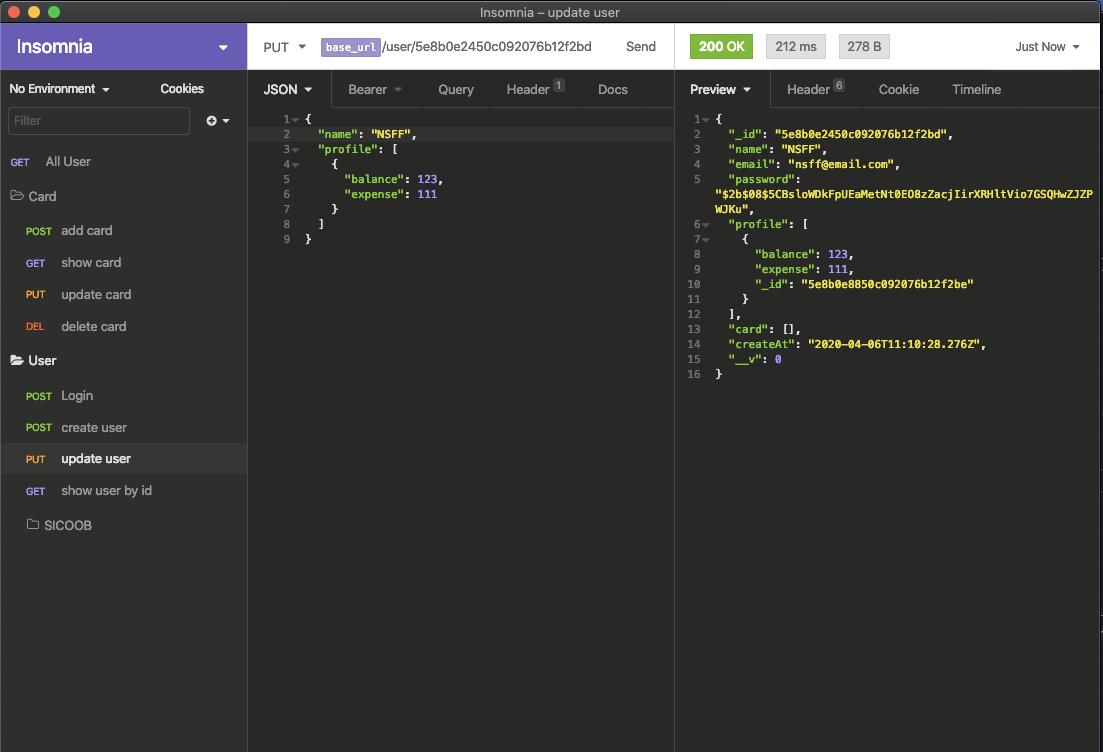 Insomnia – update user
Insomnia
PUT
base_url/user/5e8b0e2450c092076b12f2bd
Send
200 OK
212 ms
278 B
Just Now
No Environment
Cookies
Filter
GET All User
Card
POST add card
GET show card
PUT update card
DEL delete card
User
POST Login
POST create user
PUT update user
GET show user by id
SICOOB
JSON
Bearer
Query
Header 1
Docs
1 {
2 "name": "NSFF",
3 "profile": [
4 {
5 "balance": 123,
6 "expense": 111
7 }
8 ]
9 }
Preview
Header 6
Cookie
Timeline
1 {
2 "_id": "5e8b0e2450c092076b12f2bd",
3 "name": "NSFF",
4 "email": "nsff@email.com",
5 "password":
"$2b$08$5CBsloWDkFpUEaMetNt0EO8zZacjIirXRHltVio7GSQHwZJZP
WJKu",
6 "profile": [
7 {
8 "balance": 123,
9 "expense": 111,
10 "_id": "5e8b0e8850c092076b12f2be"
11 }
12 ],
13 "card": [],
14 "createAt": "2020-04-06T11:10:28.276Z",
15 "__v": 0
16 }